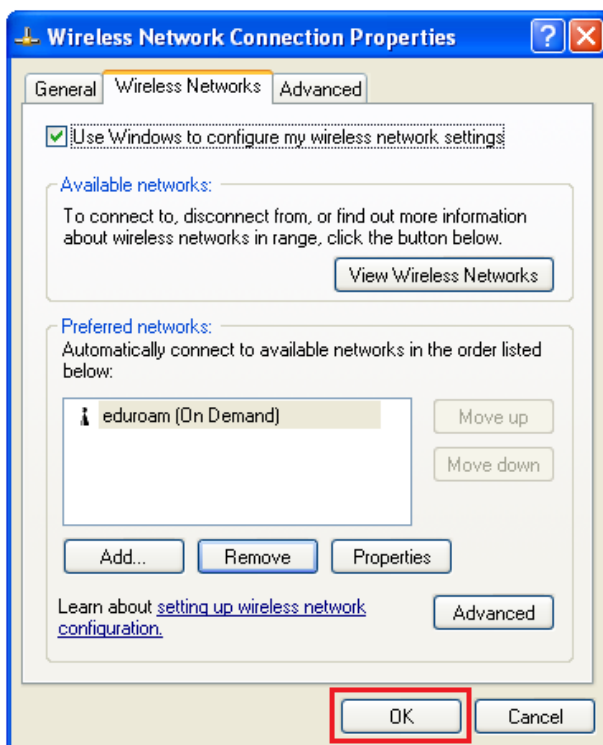 Wireless Network Connection Properties
General Wireless Networks Advanced
Use Windows to configure my wireless network settings
Available networks:
To connect to, disconnect from, or find out more information
about wireless networks in range, click the button below.
View Wireless Networks
Preferred networks:
Automatically connect to available networks in the order listed
below:
eduroam (On Demand)
Move up
Move down
Add... Remove Properties
Learn about setting up wireless network
configuration.
Advanced
OK Cancel